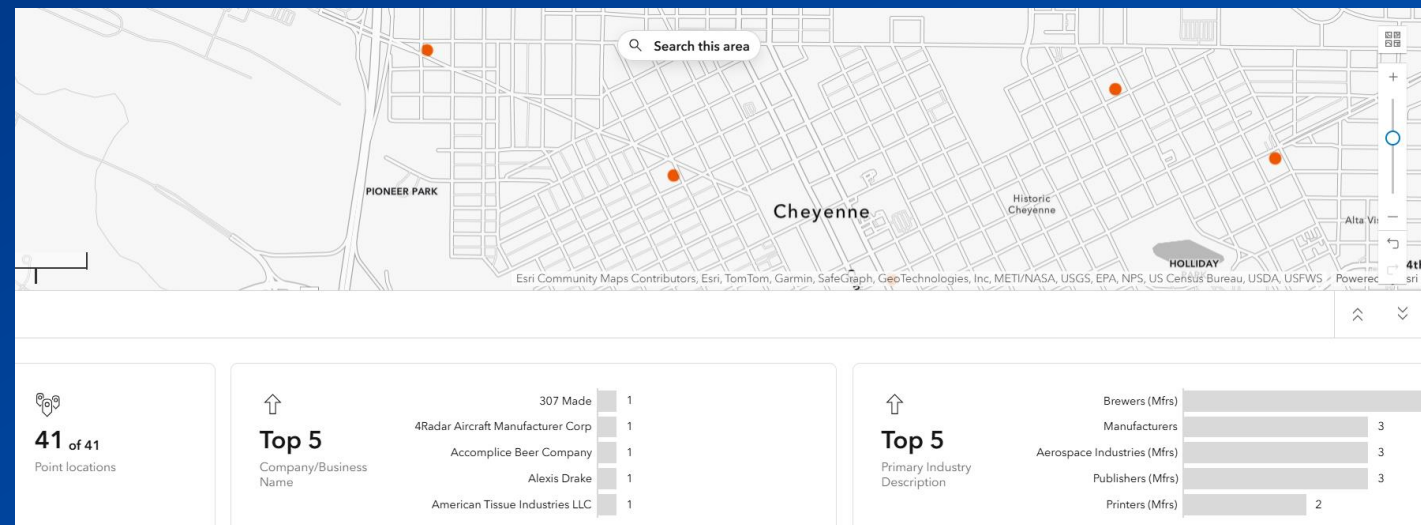 Search this area
PIONEER PARK
Cheyenne
Historic
Cheyenne
Alta Vi
HOLLIDAY
4th
Esri Community Maps Contributors, Esri, TomTom, Garmin, SafeGraph, GeoTechnologies, Inc, METI/NASA, USGS, EPA, NPS, US Census Bureau, USDA, USFWS
41 of 41
Point locations
Top 5
Company/Business
Name
307 Made 1
4Radar Aircraft Manufacturer Corp 1
Accomplice Beer Company 1
Alexis Drake 1
American Tissue Industries LLC 1
Top 5
Primary Industry
Description
Brewers (Mfrs)
Manufacturers 3
Aerospace Industries (Mfrs) 3
Publishers (Mfrs) 3
Printers (Mfrs) 2